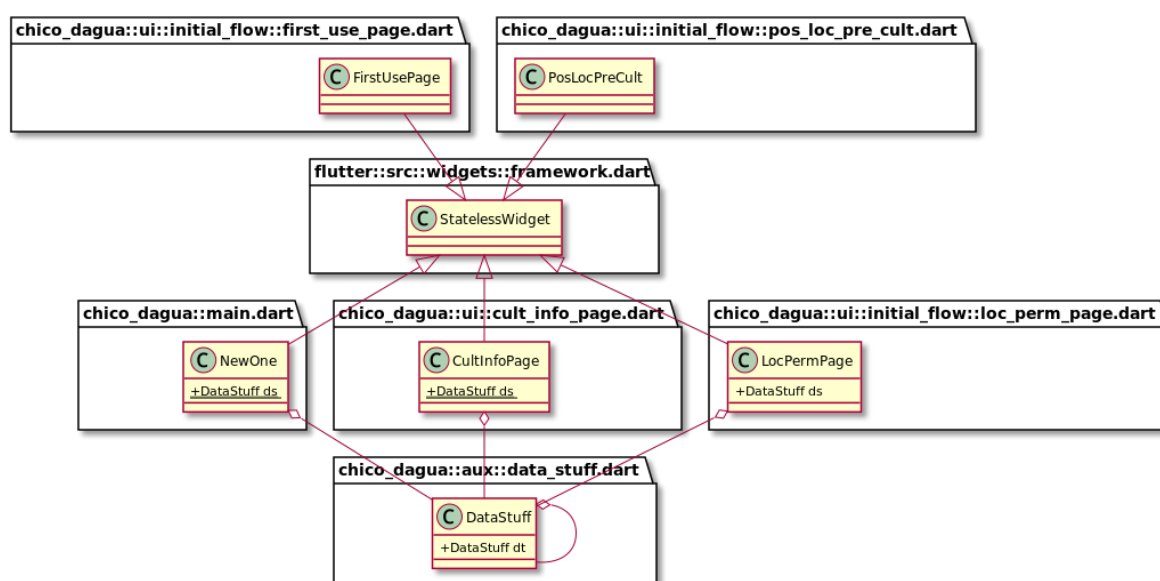 chico_dagua::ui::initial_flow::first_use_page.dart
chico_dagua::ui::initial_flow::pos_loc_pre_cult.dart
C FirstUsePage
C PosLocPreCult
flutter::src::widgets::framework.dart
C StatelessWidget
chico_dagua::main.dart
chico_dagua::ui::cult_info_page.dart
chico_dagua::ui::initial_flow::loc_perm_page.dart
C NewOne
+DataStuff ds
C CultInfoPage
+DataStuff ds
C LocPermPage
+DataStuff ds
chico_dagua::aux::data_stuff.dart
C DataStuff
+DataStuff dt